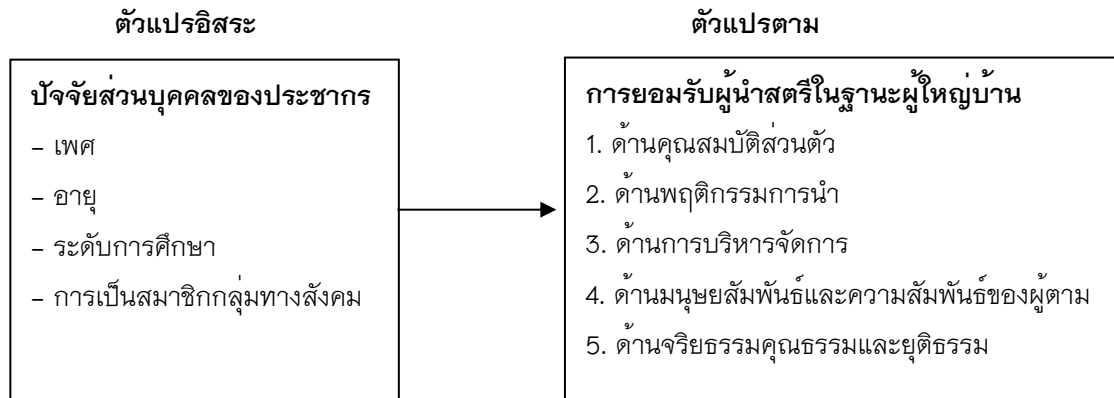 ตัวแปรอิสระ
ตัวแปรตาม
ปัจจัยส่วนบุคคลของประชากร
– เพศ
– อายุ
– ระดับการศึกษา
– การเป็นสมาชิกกลุ่มทางสังคม
การยอมรับผู้นำสตรีในฐานะผู้ใหญ่บ้าน
1. ด้านคุณสมบัติส่วนตัว
2. ด้านพฤติกรรมการนำ
3. ด้านการบริหารจัดการ
4. ด้านมนุษยสัมพันธ์และความสัมพันธ์ของผู้ตาม
5. ด้านจริยธรรมคุณธรรมและยุติธรรม